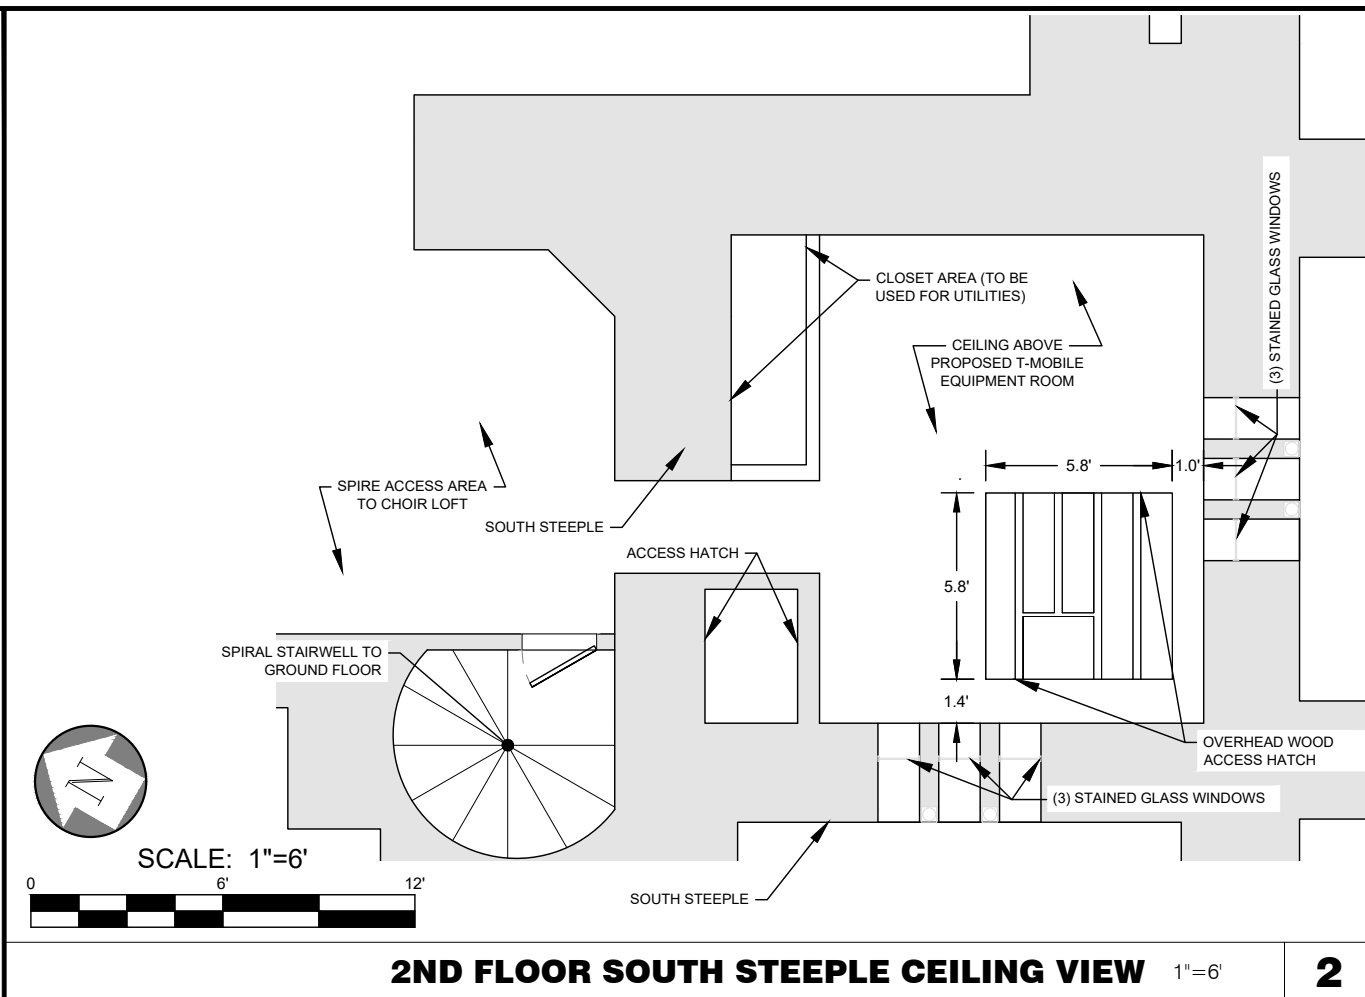 (3) STAINED GLASS WINDOWS
CLOSET AREA (TO BE
USED FOR UTILITIES)
CEILING ABOVE
PROPOSED T-MOBILE
EQUIPMENT ROOM
5.8'
1.0'
SPIRE ACCESS AREA
TO CHOIR LOFT
SOUTH STEEPLE
ACCESS HATCH
5.8'
SPIRAL STAIRWELL TO
GROUND FLOOR
1.4'
OVERHEAD WOOD
ACCESS HATCH
N
(3) STAINED GLASS WINDOWS
SCALE: 1"=6'
0 6' 12'
SOUTH STEEPLE
2ND FLOOR SOUTH STEEPLE CEILING VIEW 1"=6' 2